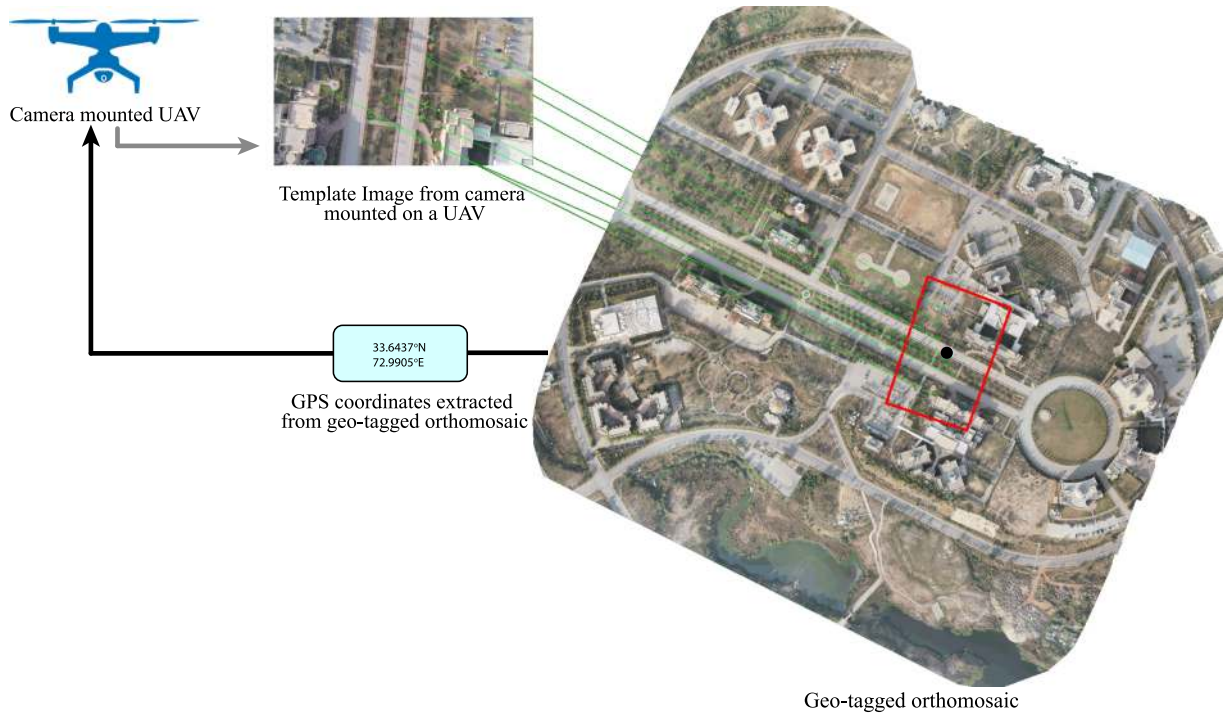 Camera mounted UAV
Template Image from camera
mounted on a UAV
33.6437°N
72.9905°E
GPS coordinates extracted
from geo-tagged orthomosaic
Geo-tagged orthomosaic